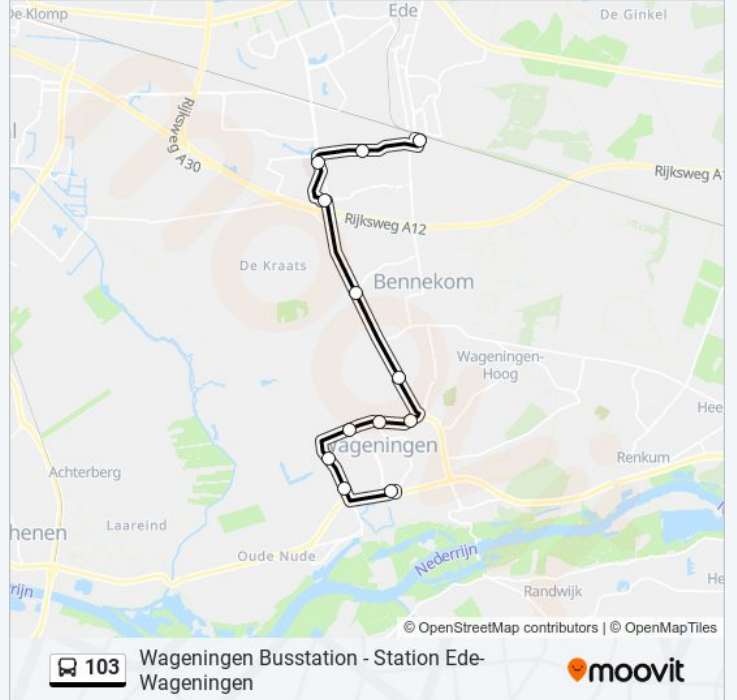 De Klomp
Ede
De Ginkel
Rijksweg A30
Rijksweg A
Rijksweg A12
De Kraats
Bennekom
Wageningen-
Hoog
Hee
Wageningen
Renkum
Achterberg
henen
Laareind
Oude Nude
Nederrijn
rijn
Randwijk
He
© OpenStreetMap contributors | © OpenMapTiles
103
Wageningen Busstation - Station Ede-
Wageningen
moovit